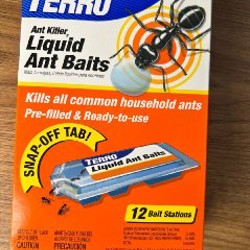 TERRO
Ant Killer
Liquid
Ant Baits
Kills all common household ants
Pre-filled & Ready-to-use
SNAP-OFF TAB!
TERRO
Liquid Ant Baits
12 Bait Stations
CAUTION
PRECAUCIÓN